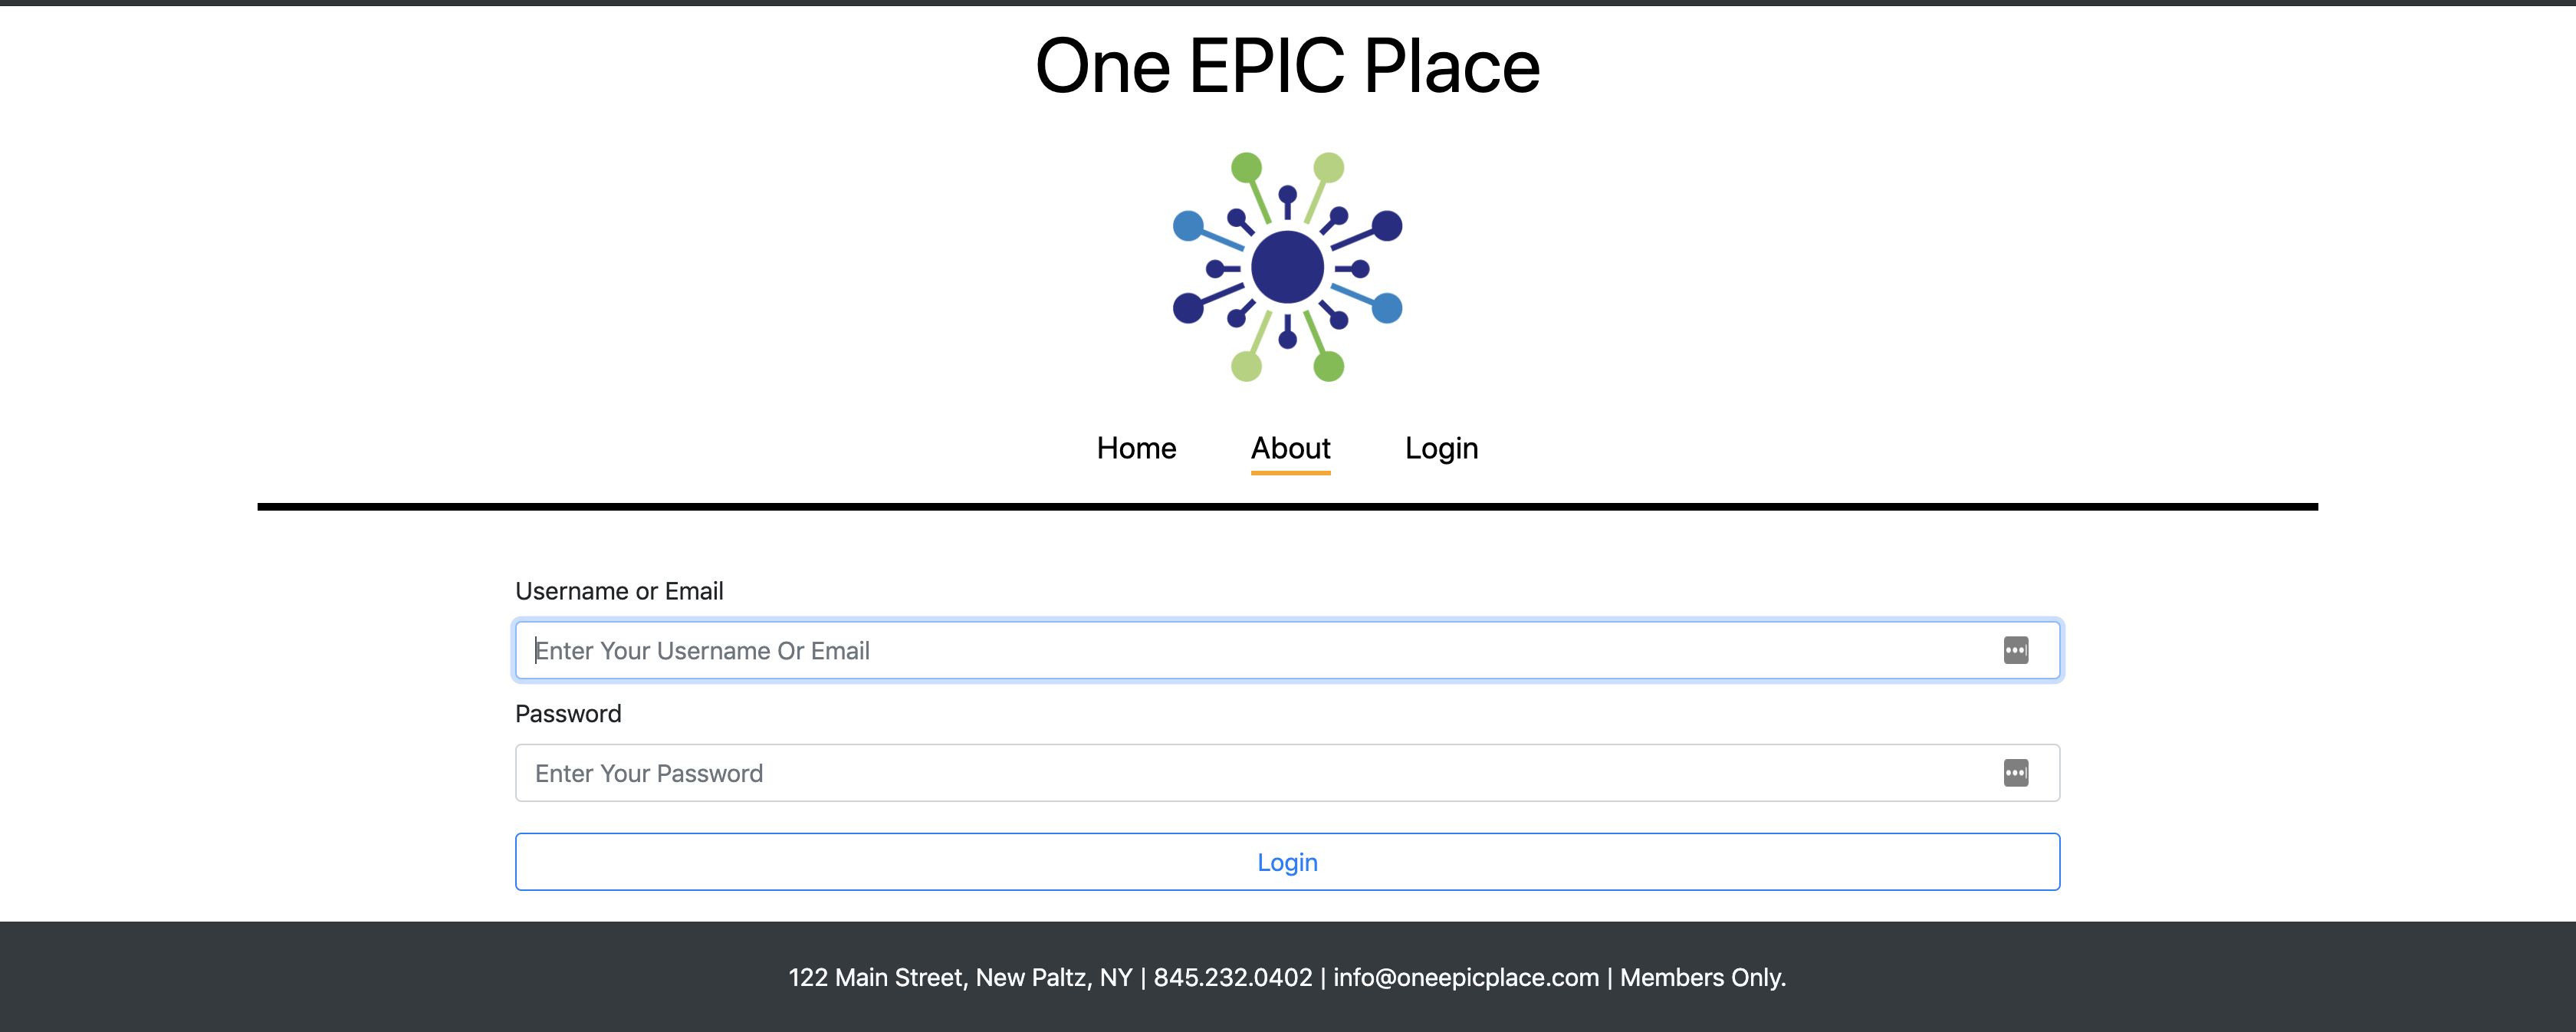 One EPIC Place
Home About Login
Username or Email
Enter Your Username Or Email
Password
Enter Your Password
Login
122 Main Street, New Paltz, NY | 845.232.0402 | info@oneepicplace.com | Members Only.